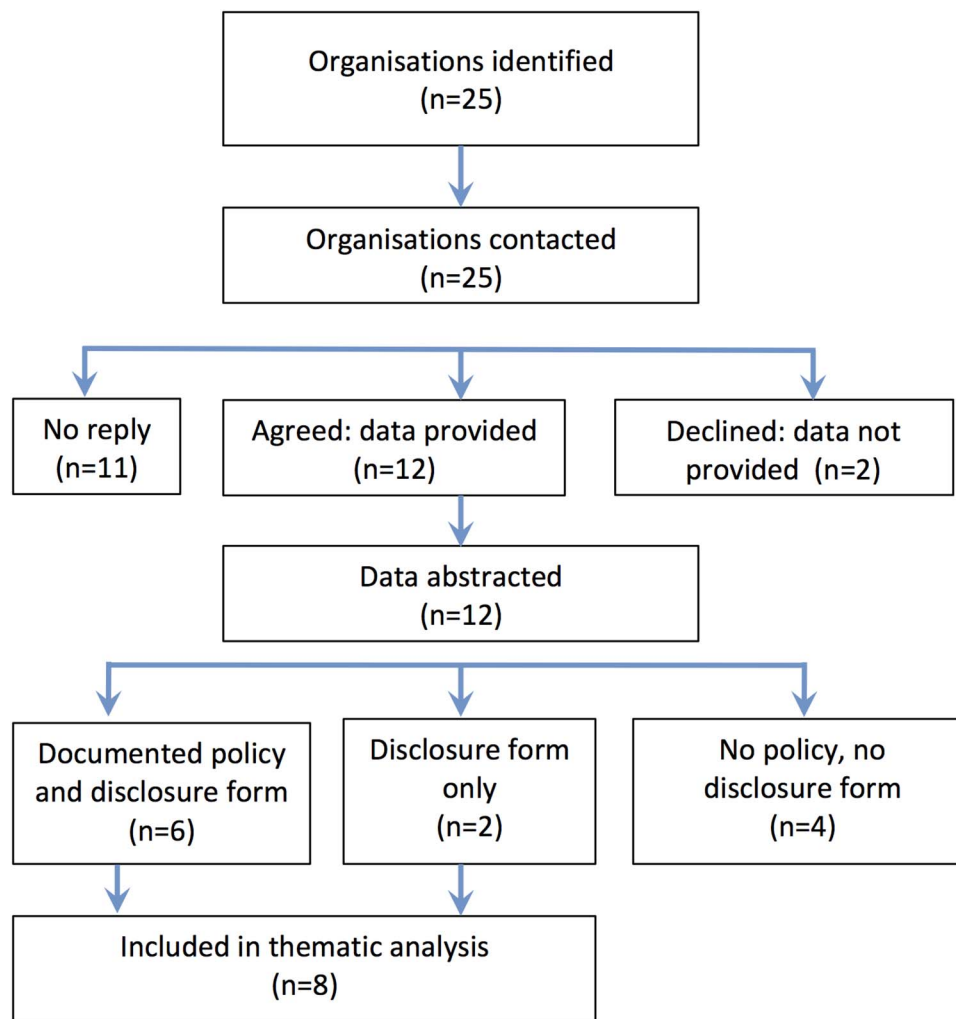 Organisations identified
(n=25)
Organisations contacted
(n=25)
No reply
(n=11)
Agreed: data provided
(n=12)
Declined: data not
provided  (n=2)
Data abstracted
(n=12)
Documented policy
and disclosure form
(n=6)
Disclosure form
only
(n=2)
No policy, no
disclosure form
(n=4)
Included in thematic analysis
(n=8)